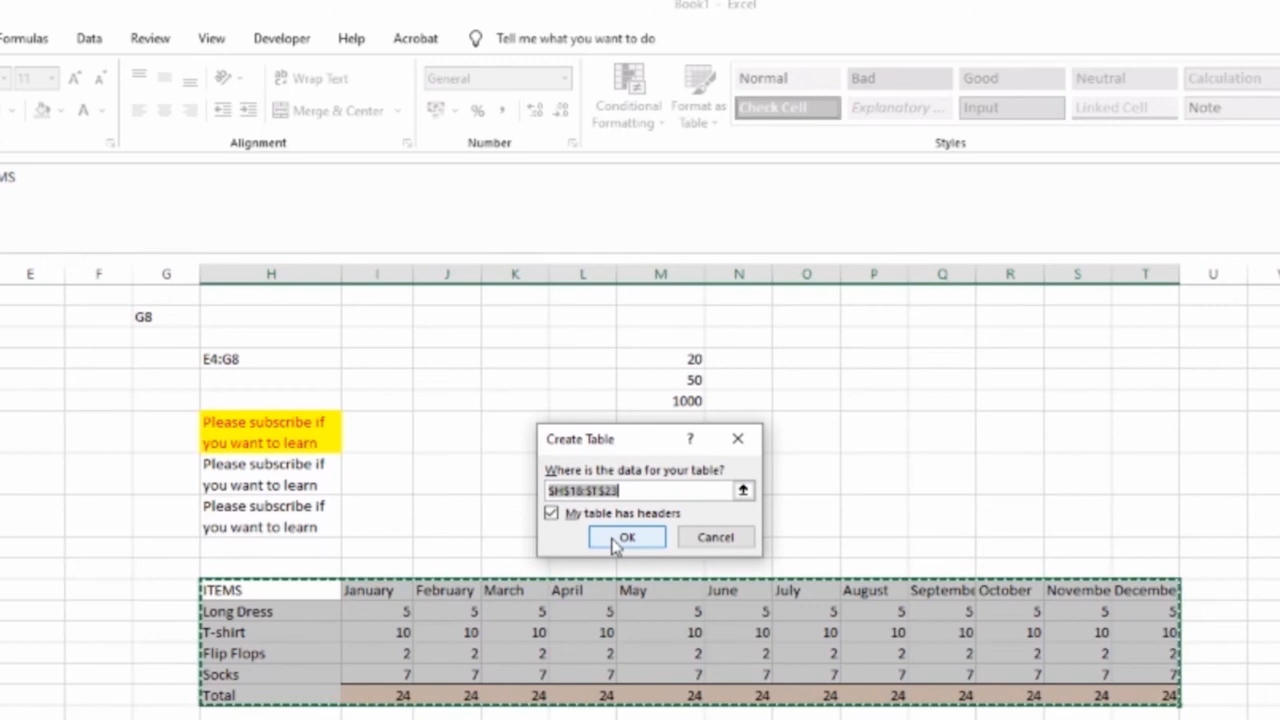 Book1 - Excel
Formulas Data Review View Developer Help Acrobat Tell me what you want to do
11 A A Wrap Text General Conditional Formatting Format as Table Normal Bad Good Neutral Calculation
A Merge & Center % , Check Cell Explanatory ... Input Linked Cell Note
Alignment Number Styles
MS
E F G H I J K L M N O P Q R S T U
G8
E4:G8 20
50
1000
Please subscribe if
you want to learn
Please subscribe if
you want to learn
Please subscribe if
you want to learn
Create Table ?
Where is the data for your table?
$H$18:$T$23
My table has headers
OK Cancel
ITEMS January February March April May June July August Septembe October Novembe Decembe
Long Dress 5 5 5 5 5 5 5 5 5 5 5 5
T-shirt 10 10 10 10 10 10 10 10 10 10 10 10
Flip Flops 2 2 2 2 2 2 2 2 2 2 2 2
Socks 7 7 7 7 7 7 7 7 7 7 7 7
Total 24 24 24 24 24 24 24 24 24 24 24 24